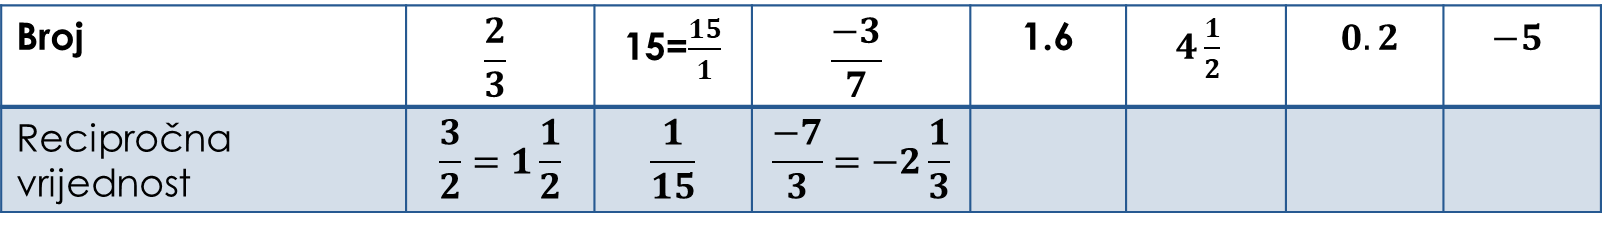 Broj 2/3 15=15/1 −3/7 1.6 4 1/2 0.2 −5
Recipročna vrijednost 3/2 = 1 1/2 1/15 −7/3 = −2 1/3